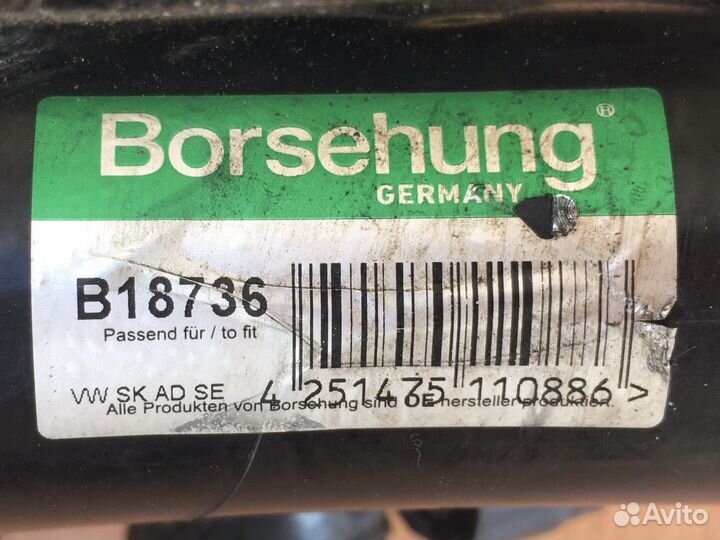 Borsehung®
GERMANY
B18736
Passend für / to fit
VW SK AD SE
4 251475 110886 >
Alle Produkten von Borsehung sind OE hersteller produktiert.
Avito